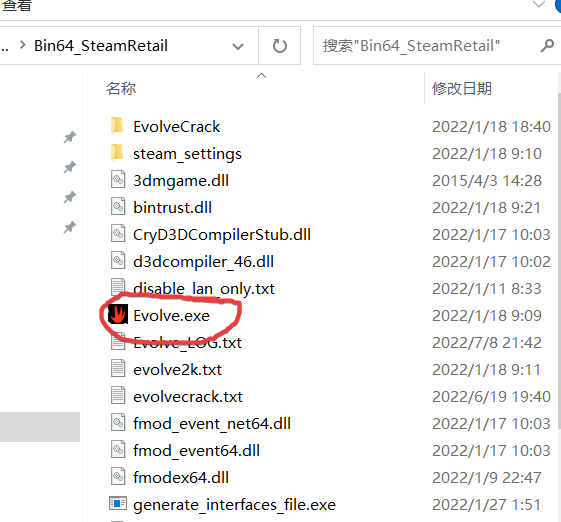 查看
.. › Bin64_SteamRetail
搜索"Bin64_SteamRetail"
名称 修改日期
EvolveCrack 2022/1/18 18:40
steam_settings 2022/1/18 9:10
3dmgame.dll 2015/4/3 14:28
bintrust.dll 2022/1/18 9:21
CryD3DCompilerStub.dll 2022/1/17 10:03
d3dcompiler_46.dll 2022/1/17 10:02
disable_lan_only.txt 2022/1/11 8:33
Evolve.exe 2022/1/18 9:09
Evolve_LOG.txt 2022/7/8 21:42
evolve2k.txt 2022/1/18 9:11
evolvecrack.txt 2022/6/19 19:40
fmod_event_net64.dll 2022/1/17 10:03
fmod_event64.dll 2022/1/17 10:03
fmodex64.dll 2022/1/9 22:47
generate_interfaces_file.exe 2022/1/27 1:51